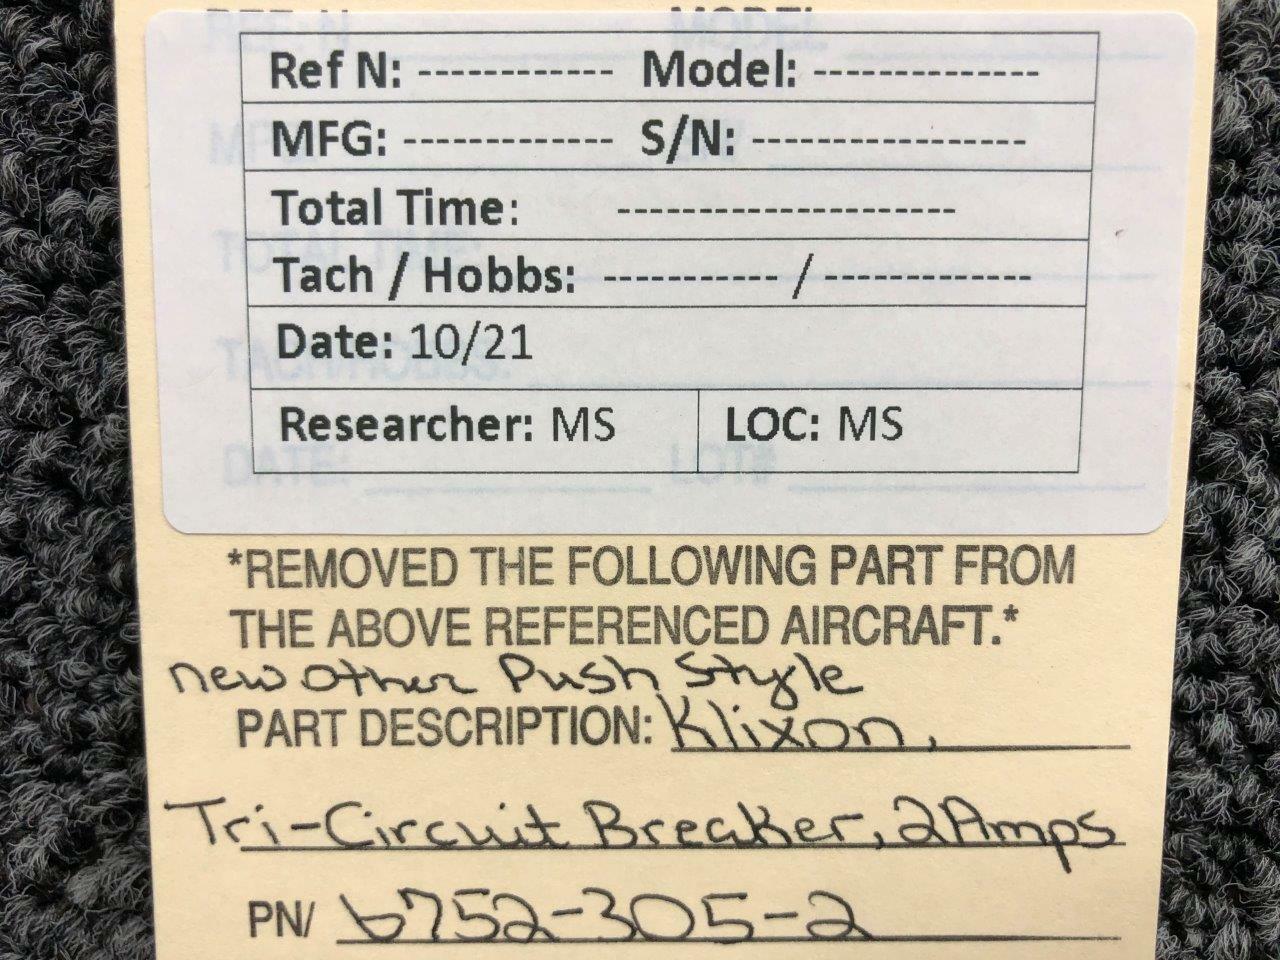 Ref N: ------------ Model: --------------
MFG: ------------- S/N: -----------------
Total Time: ---------------------
Tach / Hobbs: ----------- / -------------
Date: 10/21
Researcher: MS LOC: MS
*REMOVED THE FOLLOWING PART FROM
THE ABOVE REFERENCED AIRCRAFT.*
new other Push Style
PART DESCRIPTION: Klixon,
Tri-Circuit Breaker, 2Amps
PN/ 6752-305-2